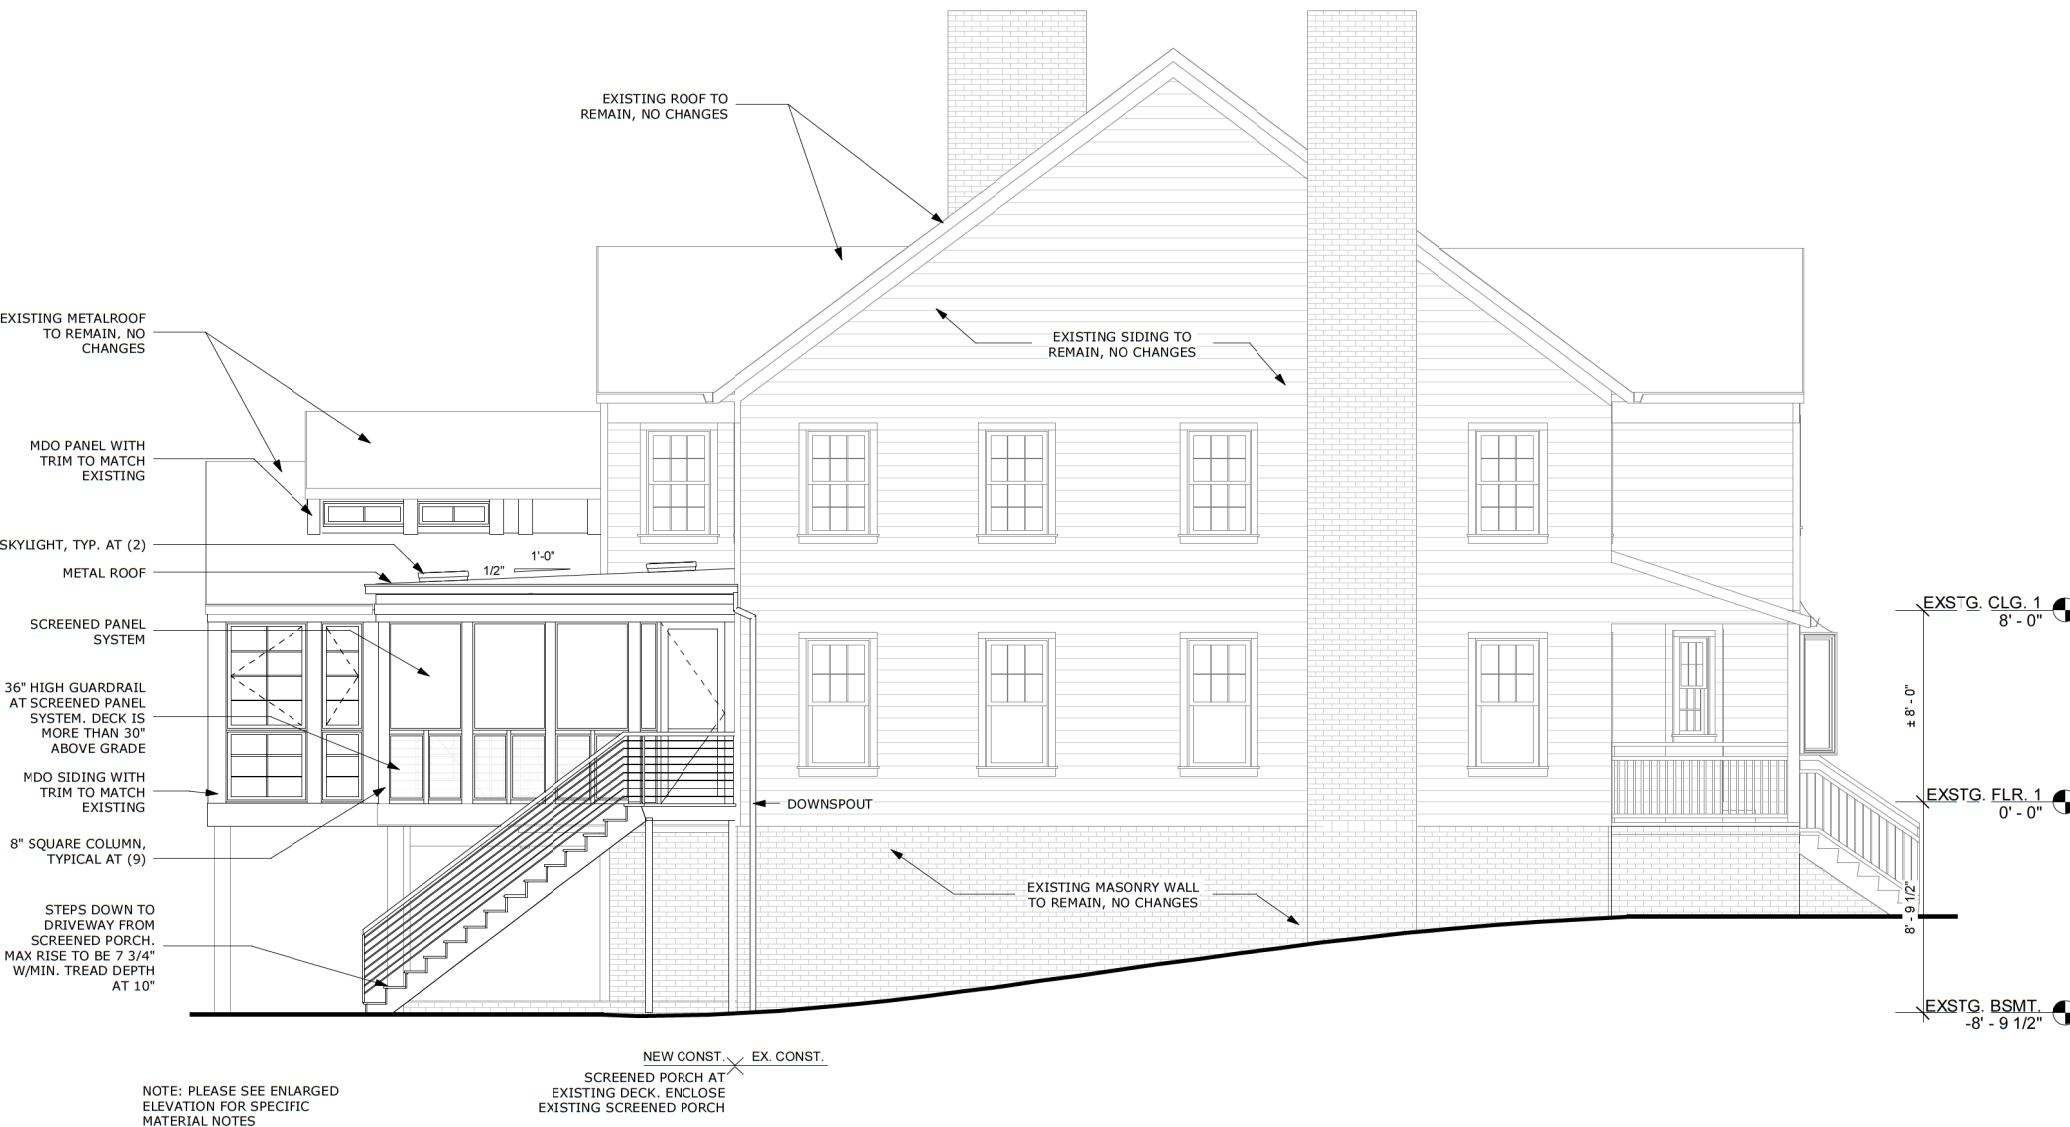 EXISTING ROOF TO
REMAIN, NO CHANGES
EXISTING METALROOF
TO REMAIN, NO
CHANGES
EXISTING SIDING TO
REMAIN, NO CHANGES
MDO PANEL WITH
TRIM TO MATCH
EXISTING
SKYLIGHT, TYP. AT (2)
1'-0"
1/2"
METAL ROOF
SCREENED PANEL
SYSTEM
36" HIGH GUARDRAIL
AT SCREENED PANEL
SYSTEM. DECK IS
MORE THAN 30"
ABOVE GRADE
MDO SIDING WITH
TRIM TO MATCH
EXISTING
8" SQUARE COLUMN,
TYPICAL AT (9)
STEPS DOWN TO
DRIVEWAY FROM
SCREENED PORCH.
MAX RISE TO BE 7 3/4"
W/MIN. TREAD DEPTH
AT 10"
DOWNSPOUT
EXISTING MASONRY WALL
TO REMAIN, NO CHANGES
EXSTG. CLG. 1
8' - 0"
± 8' - 0"
EXSTG. FLR. 1
0' - 0"
8' - 9 1/2"
EXSTG. BSMT.
-8' - 9 1/2"
NEW CONST.
EX. CONST.
SCREENED PORCH AT
EXISTING DECK. ENCLOSE
EXISTING SCREENED PORCH
NOTE: PLEASE SEE ENLARGED
ELEVATION FOR SPECIFIC
MATERIAL NOTES